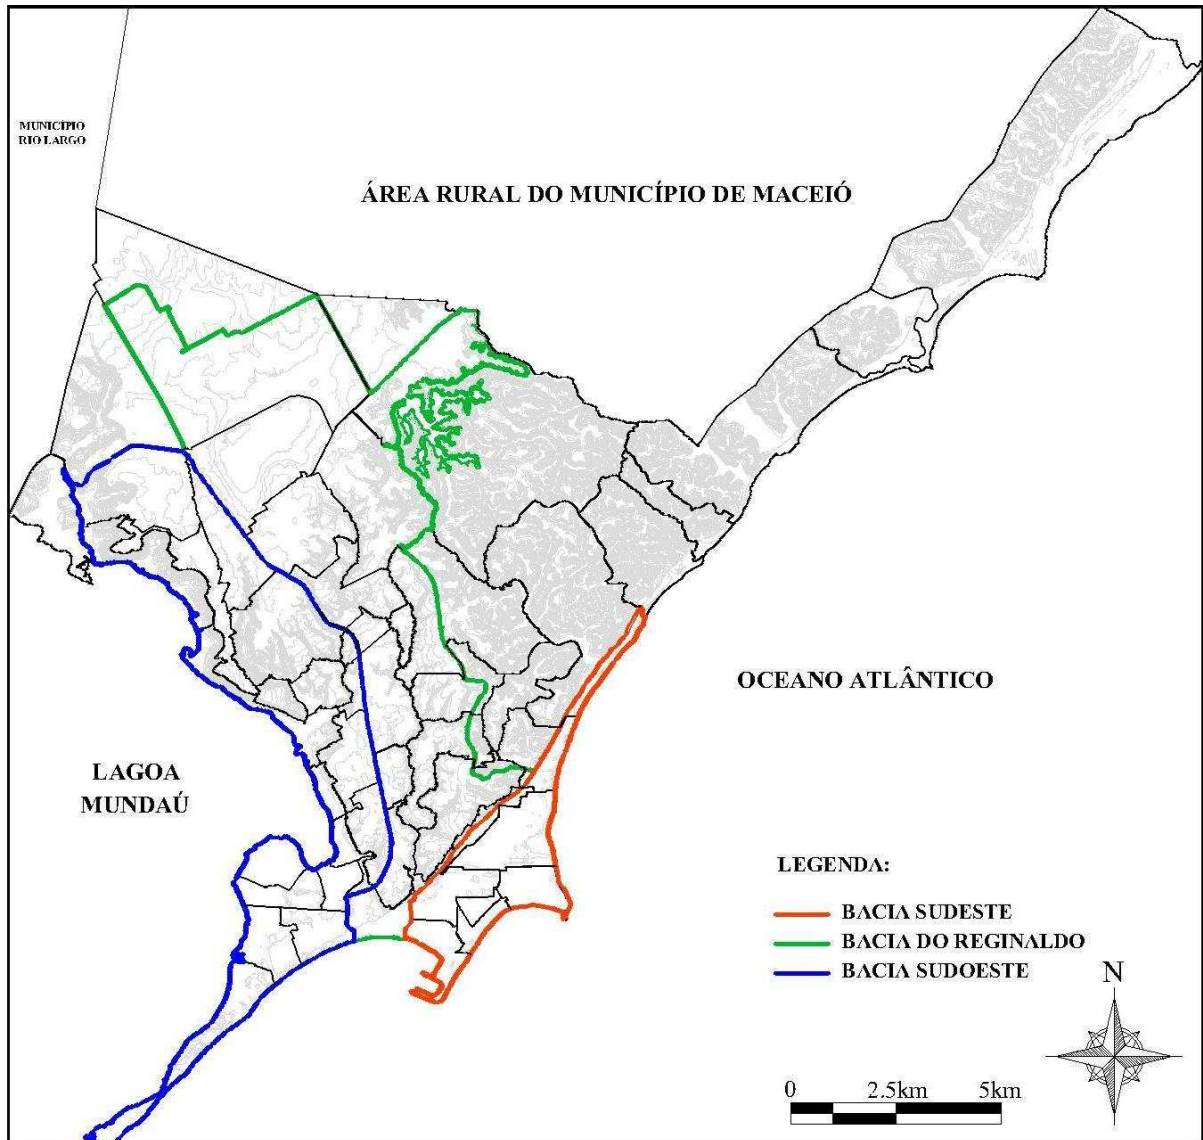 MUNICÍPIO
RIO LARGO
ÁREA RURAL DO MUNICÍPIO DE MACEIÓ
OCEANO ATLÂNTICO
LAGOA
MUNDAÚ
LEGENDA:
BACIA SUDESTE
BACIA DO REGINALDO
BACIA SUDOESTE
N
0 2.5km 5km